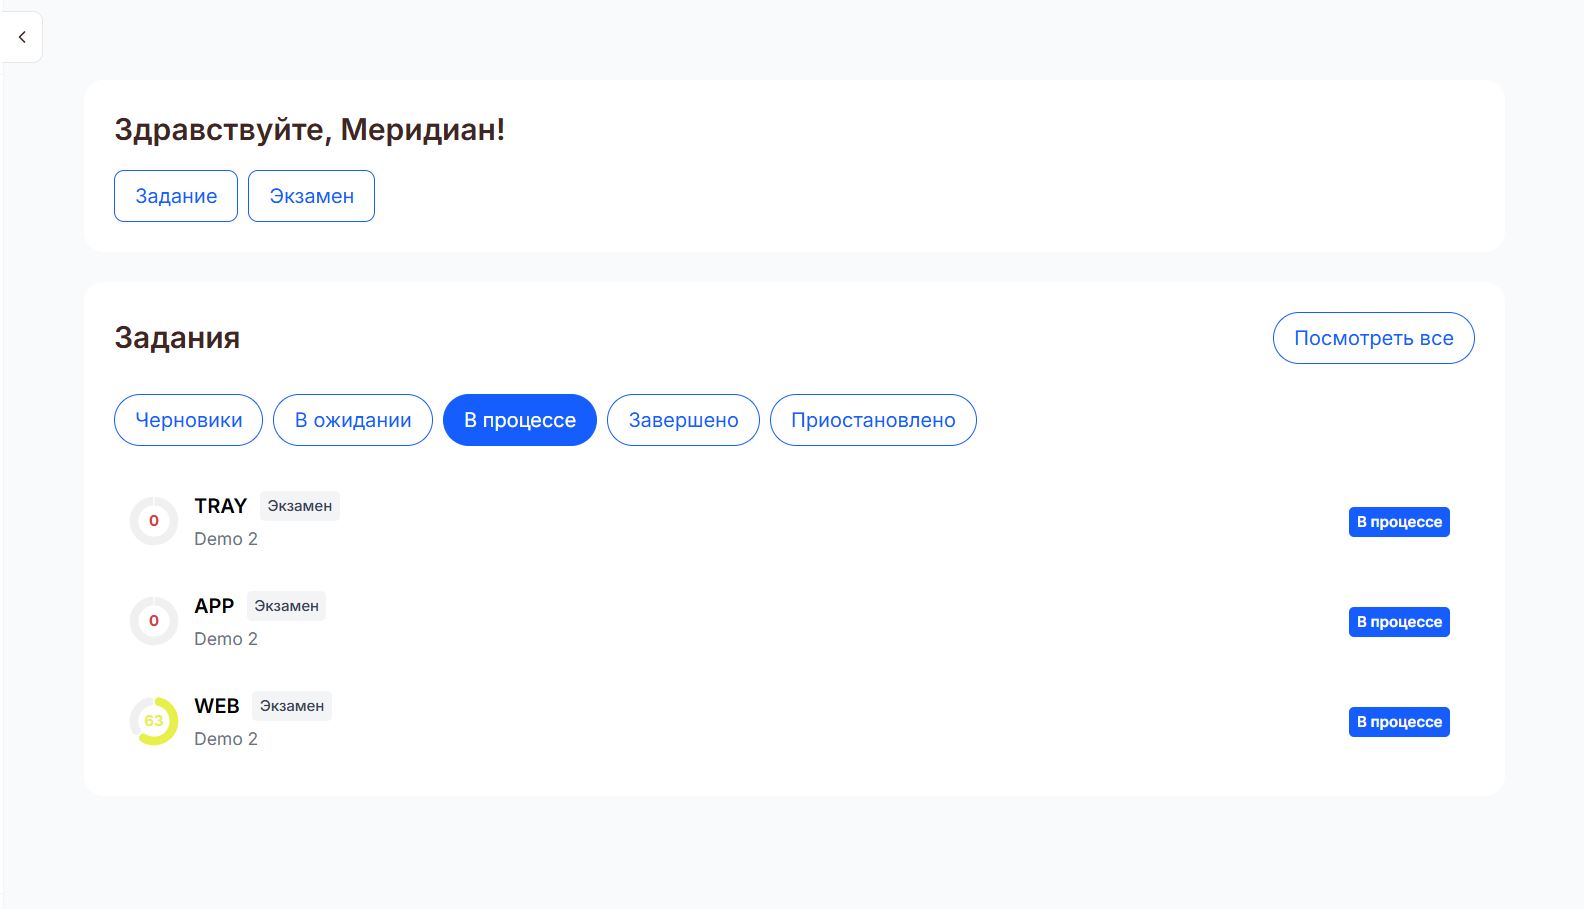 Здравствуйте, Меридиан!
Задание Экзамен
Задания Посмотреть все
Черновики В ожидании В процессе Завершено Приостановлено
0 TRAY Экзамен В процессе
Demo 2
0 APP Экзамен В процессе
Demo 2
63 WEB Экзамен В процессе
Demo 2